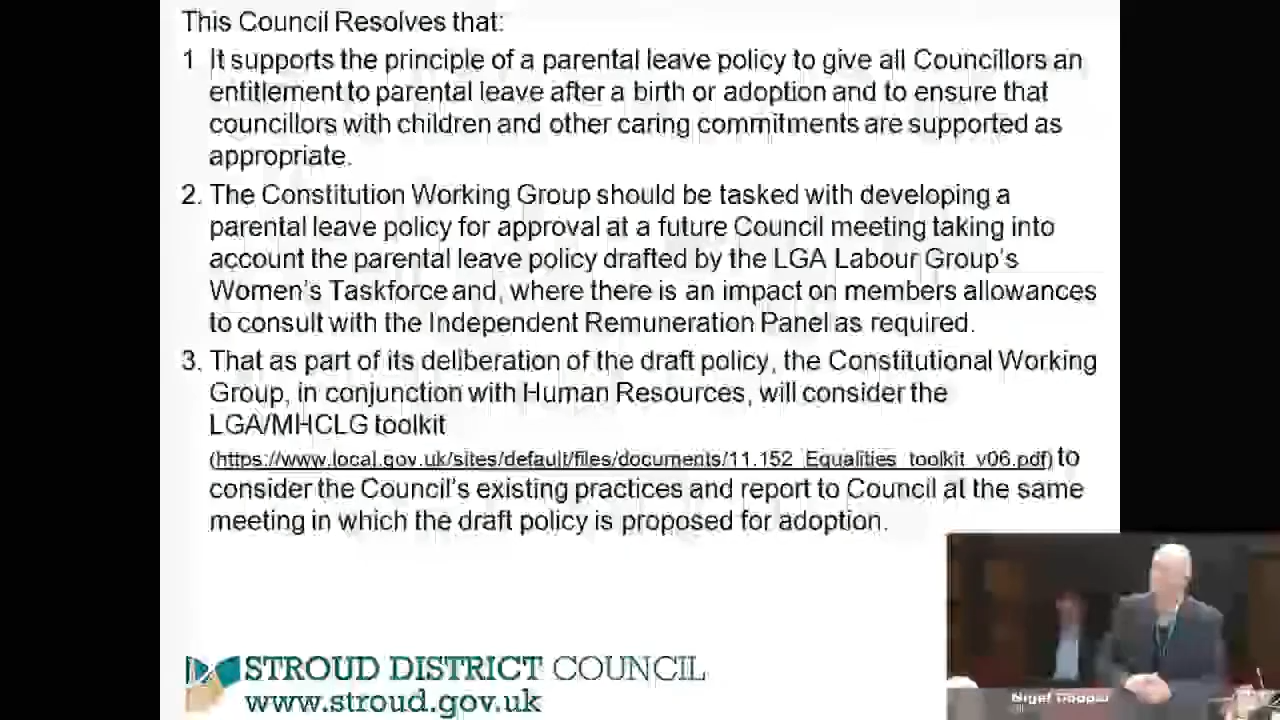 This Council Resolves that:
1 It supports the principle of a parental leave policy to give all Councillors an
entitlement to parental leave after a birth or adoption and to ensure that
councillors with children and other caring commitments are supported as
appropriate.
2. The Constitution Working Group should be tasked with developing a
parental leave policy for approval at a future Council meeting taking into
account the parental leave policy drafted by the LGA Labour Group's
Women's Taskforce and, where there is an impact on members allowances
to consult with the Independent Remuneration Panel as required.
3. That as part of its deliberation of the draft policy, the Constitutional Working
Group, in conjunction with Human Resources, will consider the
LGA/MHCLG toolkit
(https://www.local.gov.uk/sites/default/files/documents/11.152_Equalities_toolkit_v06.pdf) to
consider the Council's existing practices and report to Council at the same
meeting in which the draft policy is proposed for adoption.
STROUD DISTRICT COUNCIL
www.stroud.gov.uk
Nigel